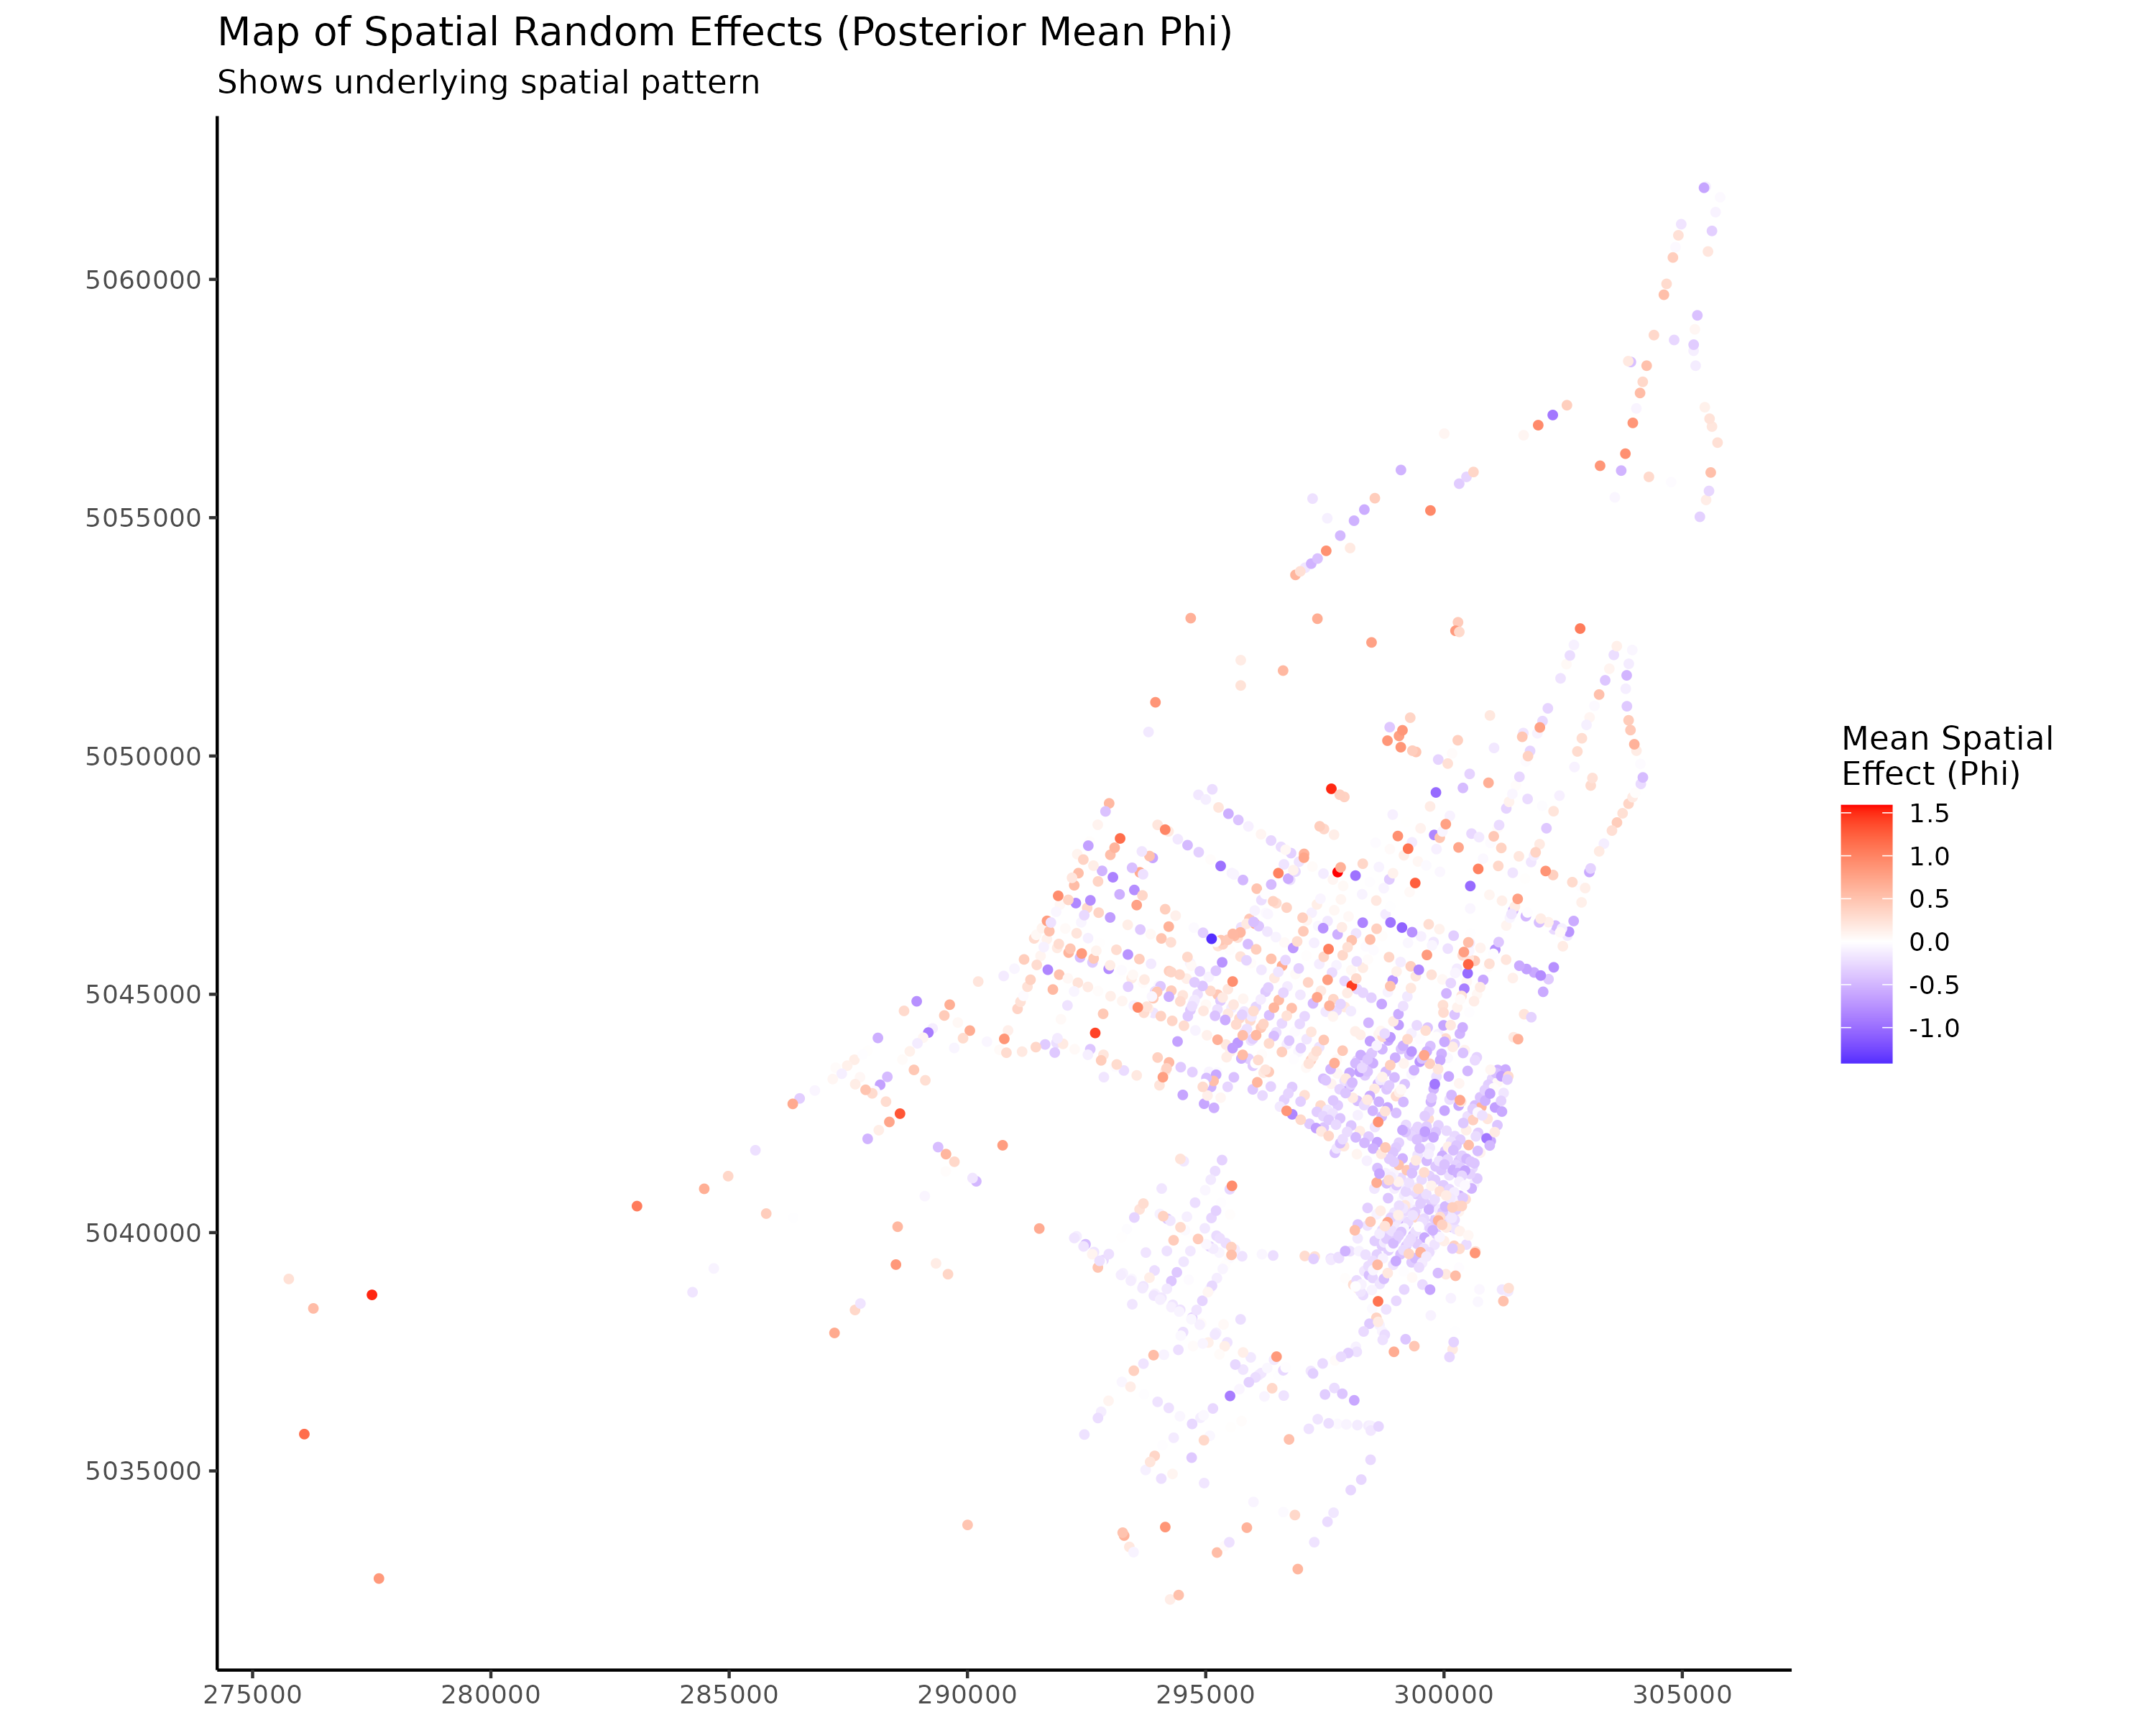 Map of Spatial Random Effects (Posterior Mean Phi)
Shows underlying spatial pattern
5060000
5055000
5050000
5045000
5040000
5035000
275000 280000 285000 290000 295000 300000 305000
Mean Spatial
Effect (Phi)
1.5
1.0
0.5
0.0
-0.5
-1.0